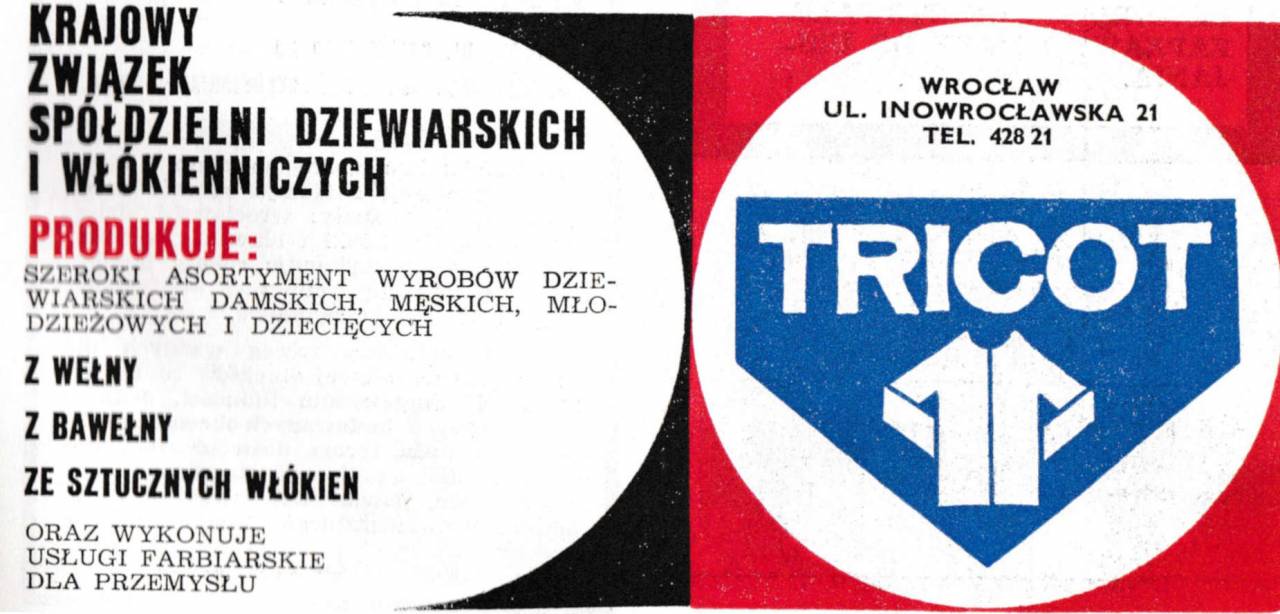 KRAJOWY
ZWIĄZEK
SPÓŁDZIELNI DZIEWIARSKICH
I WŁÓKIENNICZYCH
PRODUKUJE:
SZEROKI ASORTYMENT WYROBÓW DZIE-
WIARSKICH DAMSKICH, MĘSKICH, MŁO-
DZIEŻOWYCH I DZIECIĘCYCH
Z WEŁNY
Z BAWEŁNY
ZE SZTUCZNYCH WŁÓKIEN
ORAZ WYKONUJE
USŁUGI FARBIARSKIE
DLA PRZEMYSŁU
WROCŁAW
UL. INOWROCŁAWSKA 21
TEL. 428 21
TRICOT